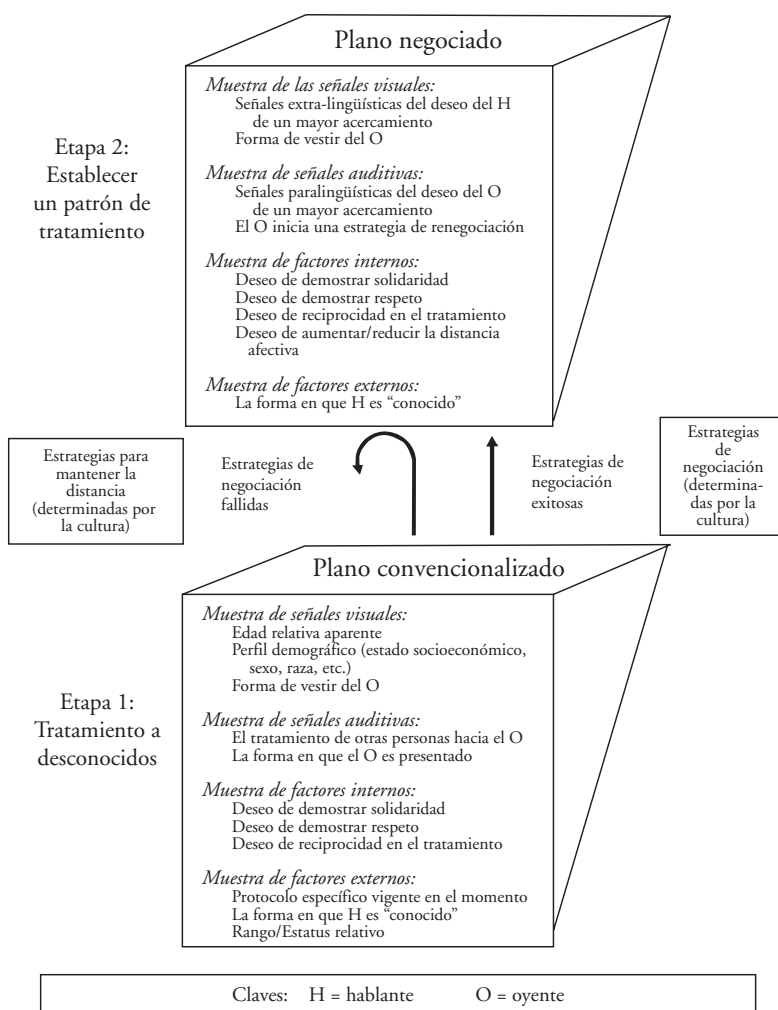 Plano negociado
Muestra de las señales visuales:
Señales extra-lingüísticas del deseo del H
de un mayor acercamiento
Forma de vestir del O
Muestra de señales auditivas:
Señales paralingüísticas del deseo del O
de un mayor acercamiento
El O inicia una estrategia de renegociación
Muestra de factores internos:
Deseo de demostrar solidaridad
Deseo de demostrar respeto
Deseo de reciprocidad en el tratamiento
Deseo de aumentar/reducir la distancia
afectiva
Muestra de factores externos:
La forma en que H es “conocido”
Etapa 2:
Establecer
un patrón de
tratamiento
Estrategias para
mantener la
distancia
(determinadas por
la cultura)
Estrategias de
negociación
fallidas
Estrategias de
negociación
exitosas
Estrategias
de
negociación
(determina-
das por la
cultura)
Plano convencionalizado
Muestra de señales visuales:
Edad relativa aparente
Perfil demográfico (estado socioeconómico,
sexo, raza, etc.)
Forma de vestir del O
Muestra de señales auditivas:
El tratamiento de otras personas hacia el O
La forma en que el O es presentado
Muestra de factores internos:
Deseo de demostrar solidaridad
Deseo de demostrar respeto
Deseo de reciprocidad en el tratamiento
Muestra de factores externos:
Protocolo específico vigente en el momento
La forma en que H es “conocido”
Rango/Estatus relativo
Etapa 1:
Tratamiento a
desconocidos
Claves: H = hablante O = oyente